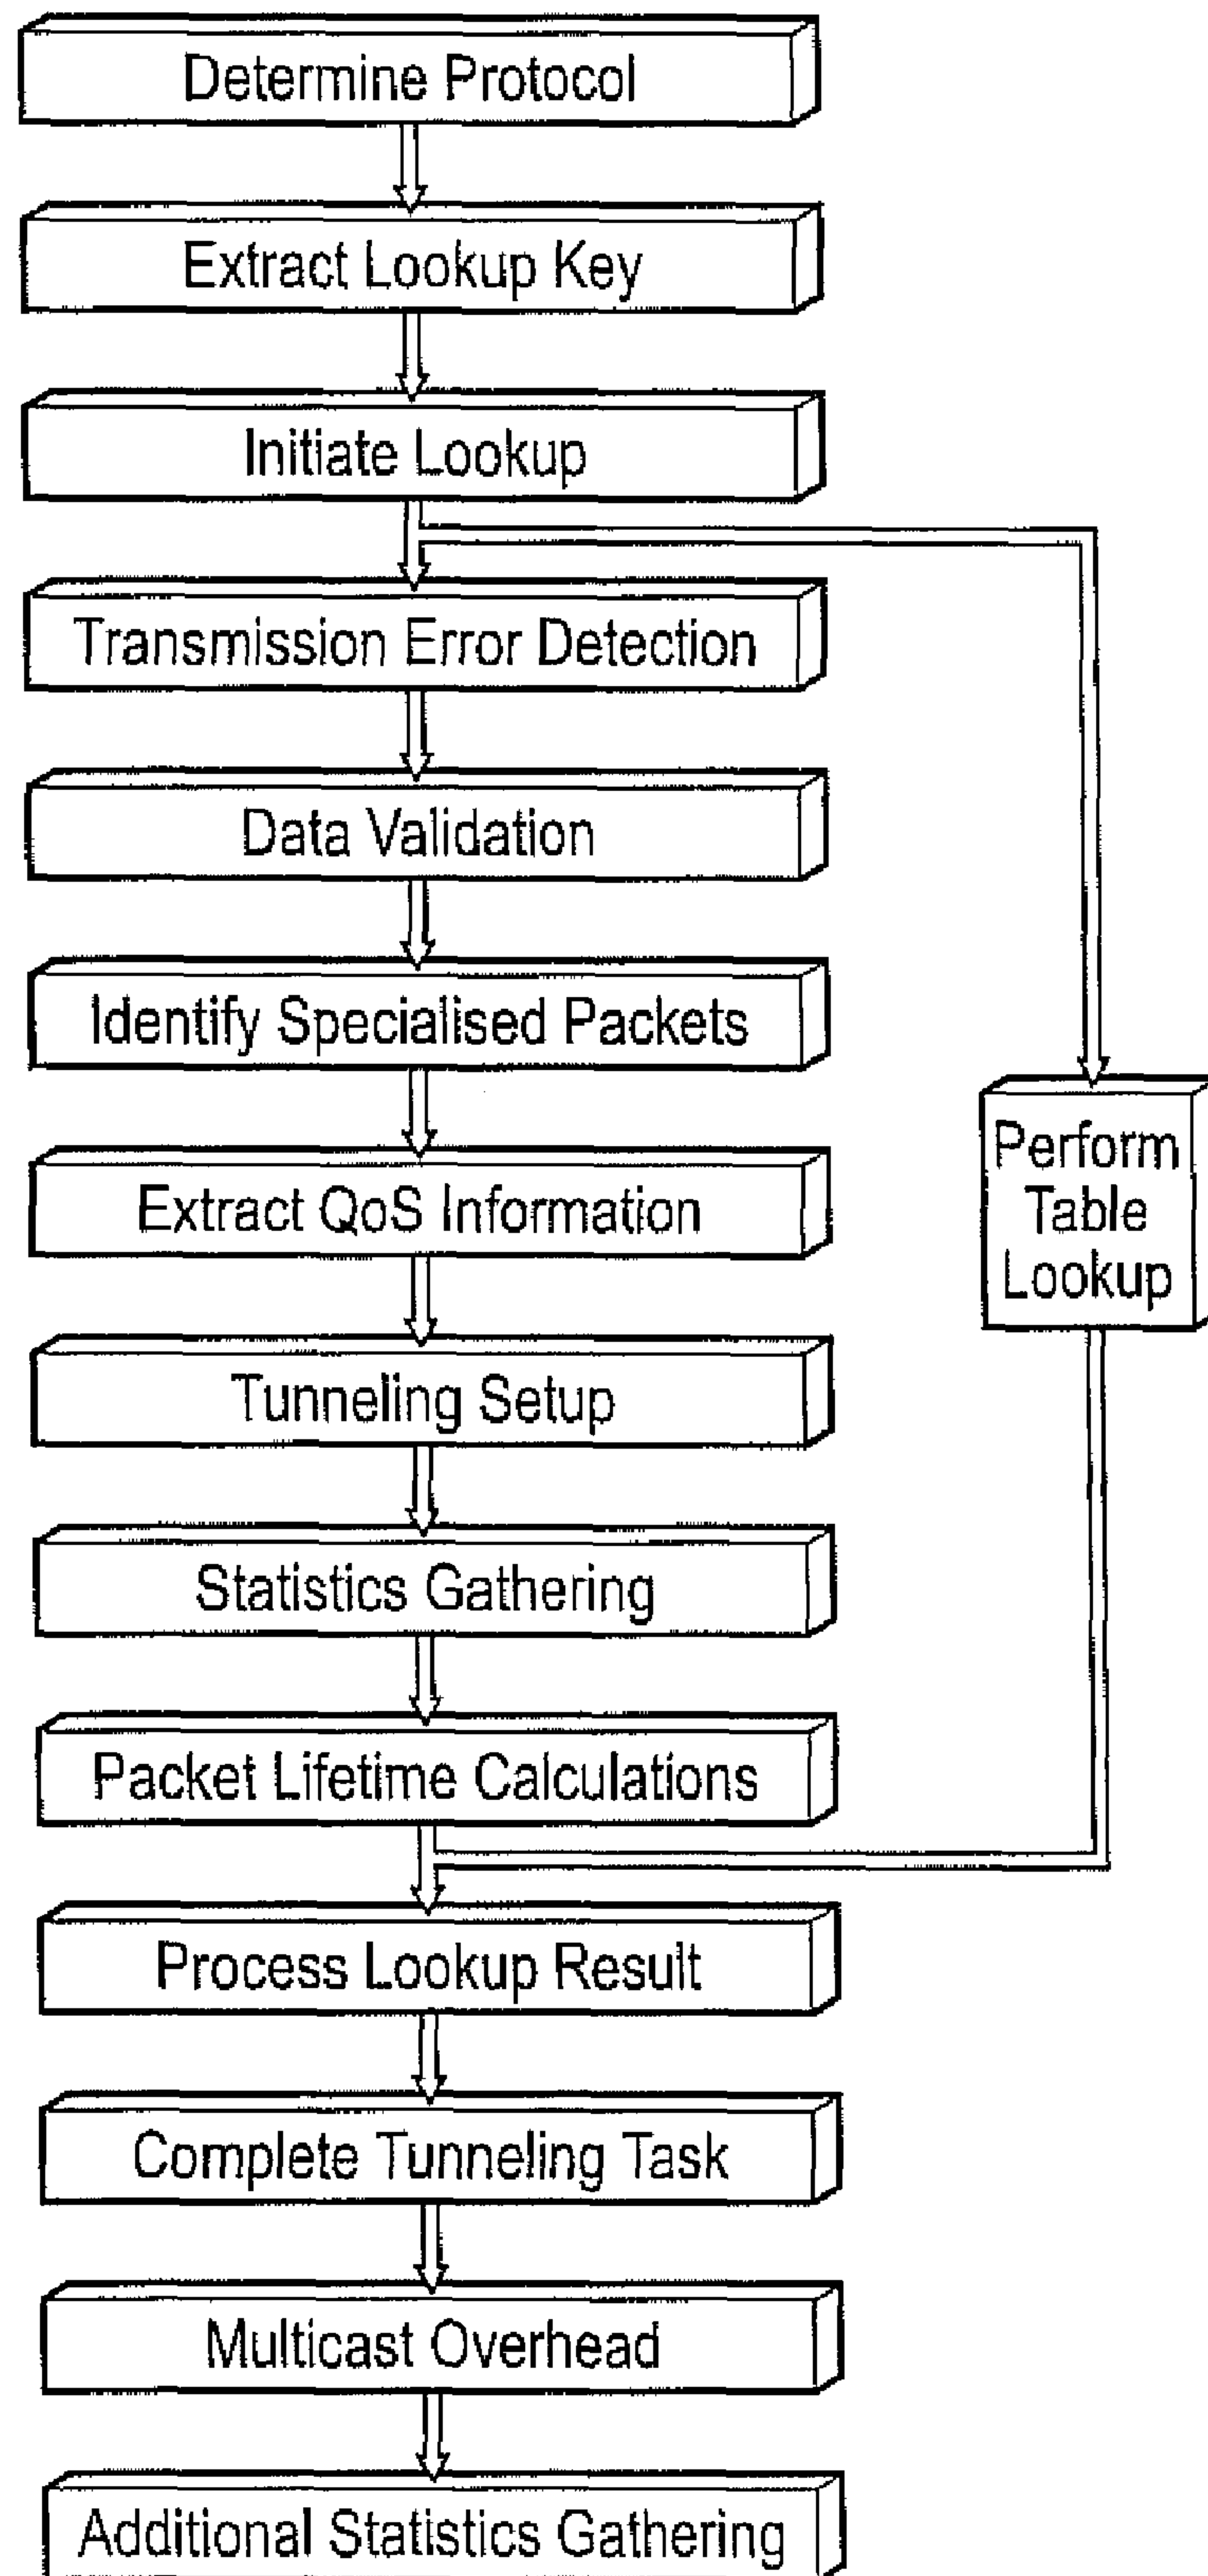 Determine Protocol
Extract Lookup Key
Initiate Lookup
Transmission Error Detection
Data Validation
Identify Specialised Packets
Extract QoS Information
Perform
Table
Lookup
Tunneling Setup
Statistics Gathering
Packet Lifetime Calculations
Process Lookup Result
Complete Tunneling Task
Multicast Overhead
Additional Statistics Gathering